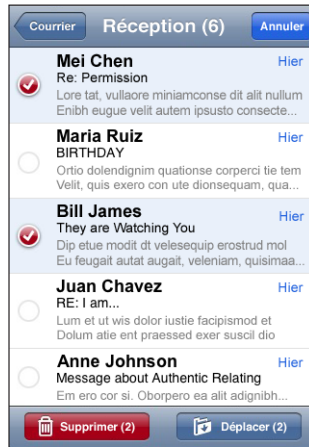 Courrier Réception (6) Annuler
Mei Chen Hier
Re: Permission
Lore tat, vullaore miniamconse dit alit nullum
Enibh eugue velit autem ipsusto consecte...
Maria Ruiz Hier
BIRTHDAY
Ortio dolendignim quationse corperci tie tem
Velit, quis exero con ute dionsequam, qua...
Bill James Hier
They are Watching You
Dip etue modit dt velesequip erostrud mol
Eu feugait autat augait, veleniam, quisimaa...
Juan Chavez Hier
RE: I am...
Lum et ut wis dolor iustie facipismod et
Dolum atie ent praessed exer suscil dio
Anne Johnson Hier
Message about Authentic Relating
Em ero cor si. Oborpero ea alit adignibh...
Supprimer (2) Déplacer (2)